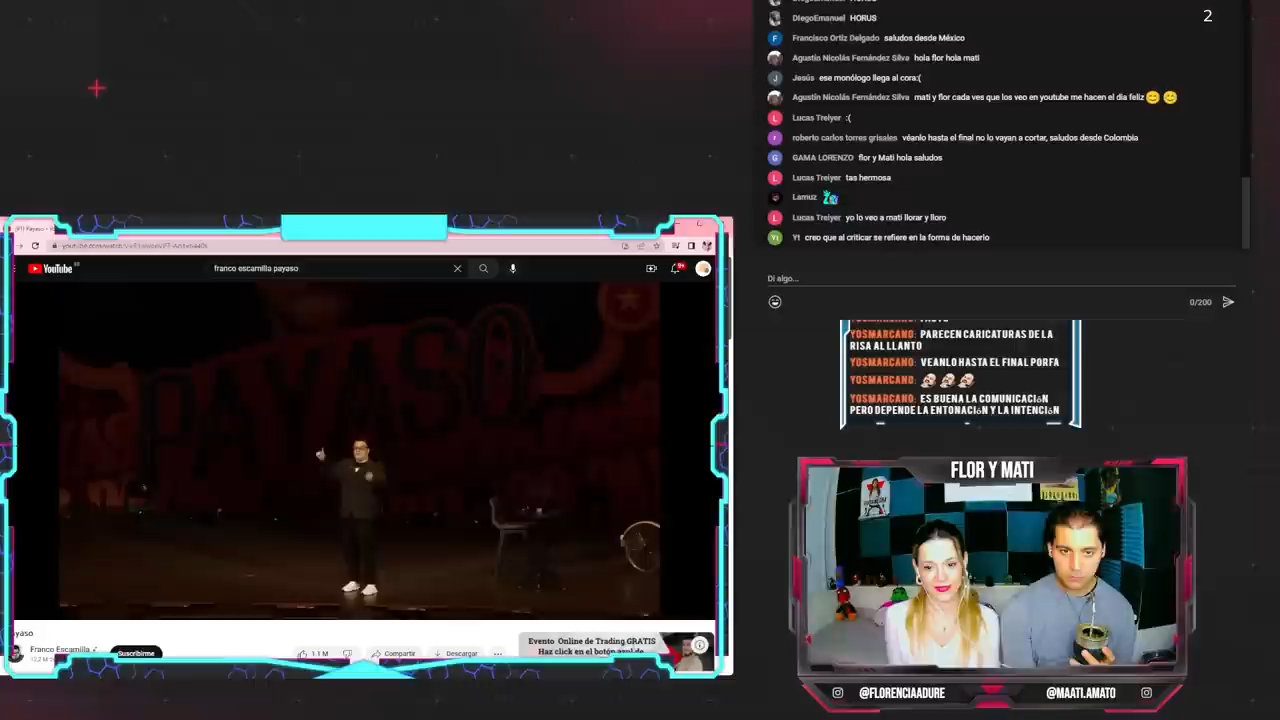 2
DIegoEmanuel HORUS
Francisco Ortiz Delgado saludos desde México
Agustín Nicolás Fernández Silva hola flor hola mati
Jesús ese monólogo llega al cora:(
Agustín Nicolás Fernández Silva mati y flor cada ves que los veo en youtube me hacen el dia feliz
Lucas Treiyer :(
roberto carlos torres grisales véanlo hasta el final no lo vayan a cortar, saludos desde Colombia
GAMA LORENZO flor y Mati hola saludos
Lucas Treiyer tas hermosa
Lamuz
Lucas Treiyer yo lo veo a mati llorar y lloro
Yt creo que al criticar se refiere en la forma de hacerlo
Di algo...
0/200
YouTube
franco escamilla payaso
9+
PAYASO
YOSMARCANO: PARECEN CARICATURAS DE LA
RISA AL LLANTO
YOSMARCANO: VEANLO HASTA EL FINAL PORFA
YOSMARCANO:
YOSMARCANO: ES BUENA LA COMUNICACIóN
PERO DEPENDE LA ENTONACIóN Y LA INTENCIóN
FLOR Y MATI
@FLORENCIAADURE
@MAATI.AMATO
ayaso
Franco Escamilla
Suscribirme
1.1 M
Compartir
Descargar
Evento Online de Trading GRATIS
Haz click en el botón azul de